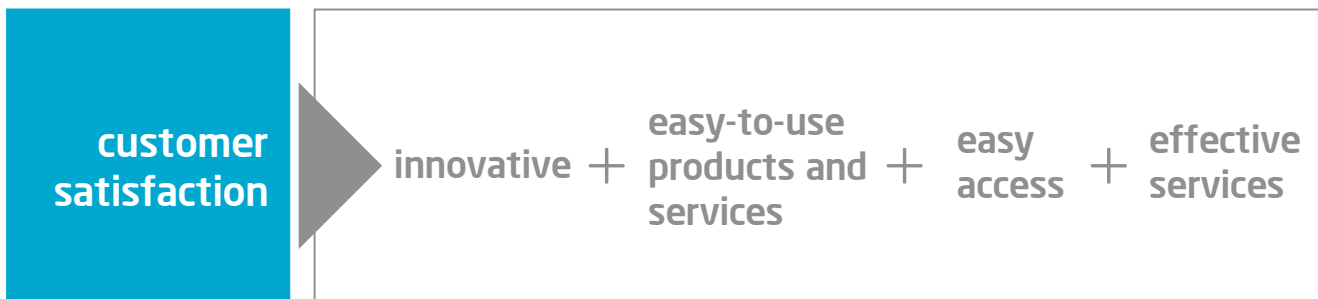 customer
satisfaction
innovative
+
easy-to-use
products and
services
+
easy
access
+
effective
services